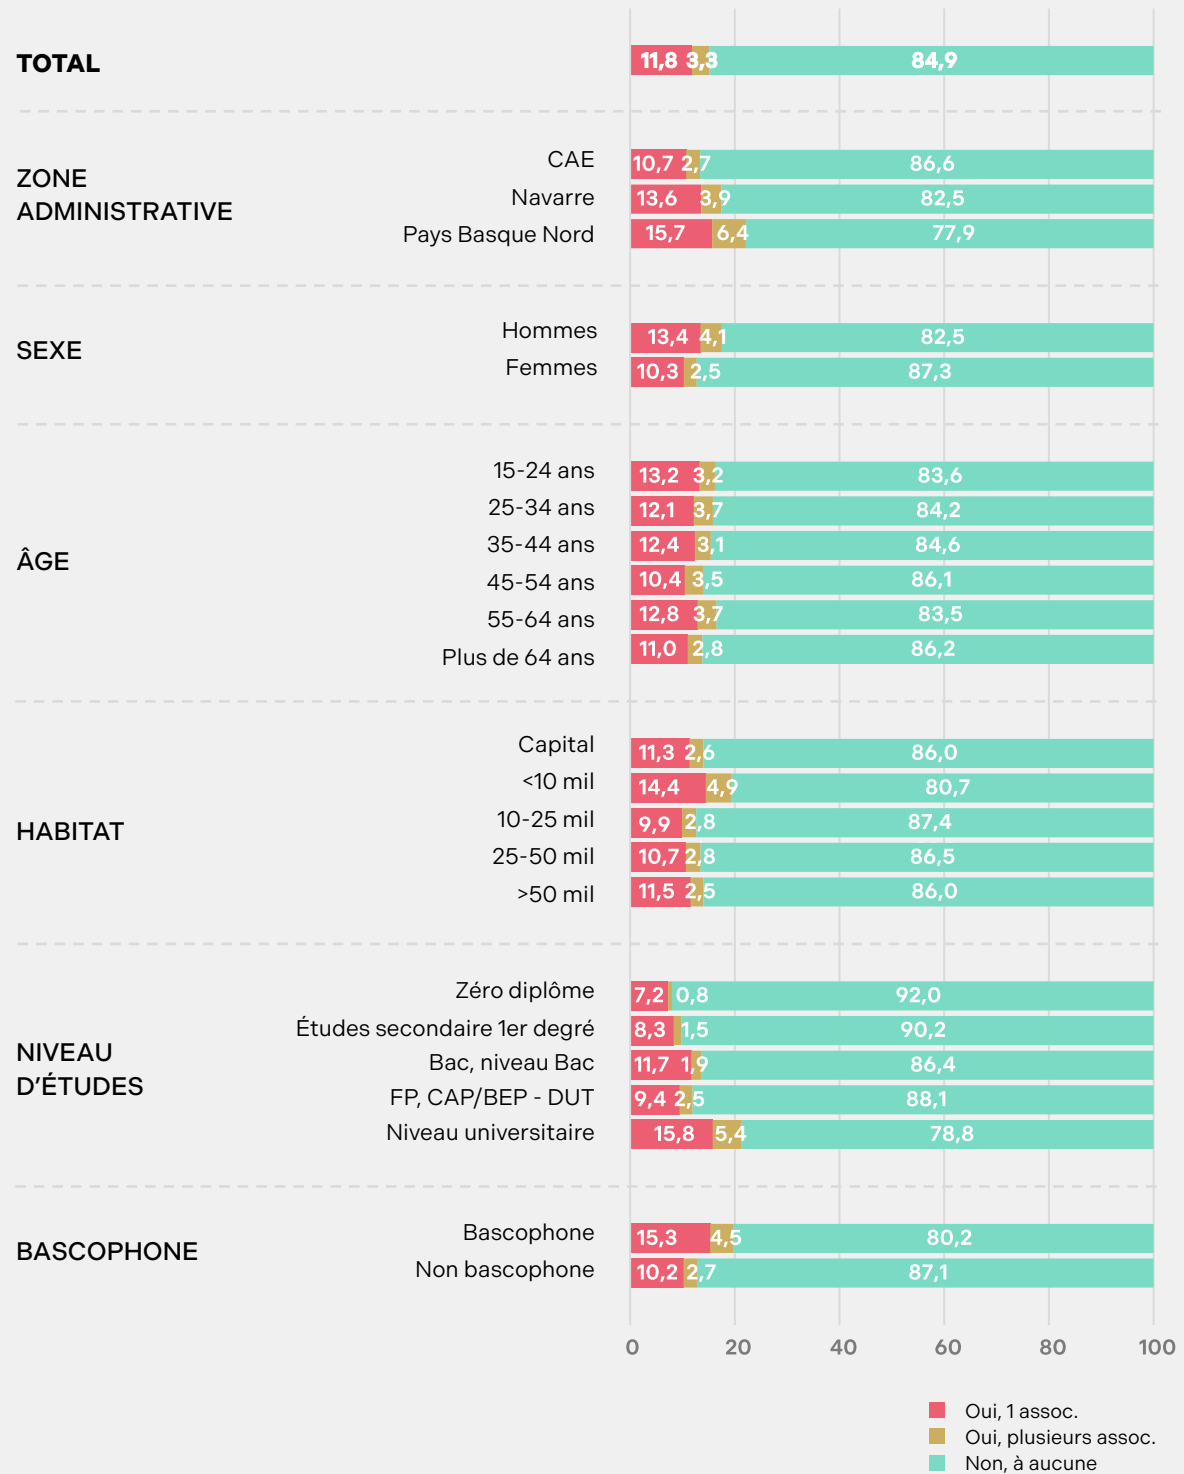 TOTAL
11,8 3,3 84,9
ZONE
ADMINISTRATIVE
CAE 10,7 2,7 86,6
Navarre 13,6 3,9 82,5
Pays Basque Nord 15,7 6,4 77,9
SEXE
Hommes 13,4 4,1 82,5
Femmes 10,3 2,5 87,3
ÂGE
15-24 ans 13,2 3,2 83,6
25-34 ans 12,1 3,7 84,2
35-44 ans 12,4 3,1 84,6
45-54 ans 10,4 3,5 86,1
55-64 ans 12,8 3,7 83,5
Plus de 64 ans 11,0 2,8 86,2
HABITAT
Capital 11,3 2,6 86,0
<10 mil 14,4 4,9 80,7
10-25 mil 9,9 2,8 87,4
25-50 mil 10,7 2,8 86,5
>50 mil 11,5 2,5 86,0
NIVEAU
D’ÉTUDES
Zéro diplôme 7,2 0,8 92,0
Études secondaire 1er degré 8,3 1,5 90,2
Bac, niveau Bac 11,7 1,9 86,4
FP, CAP/BEP - DUT 9,4 2,5 88,1
Niveau universitaire 15,8 5,4 78,8
BASCOPHONE
Bascophone 15,3 4,5 80,2
Non bascophone 10,2 2,7 87,1
0 20 40 60 80 100
Oui, 1 assoc.
Oui, plusieurs assoc.
Non, à aucune